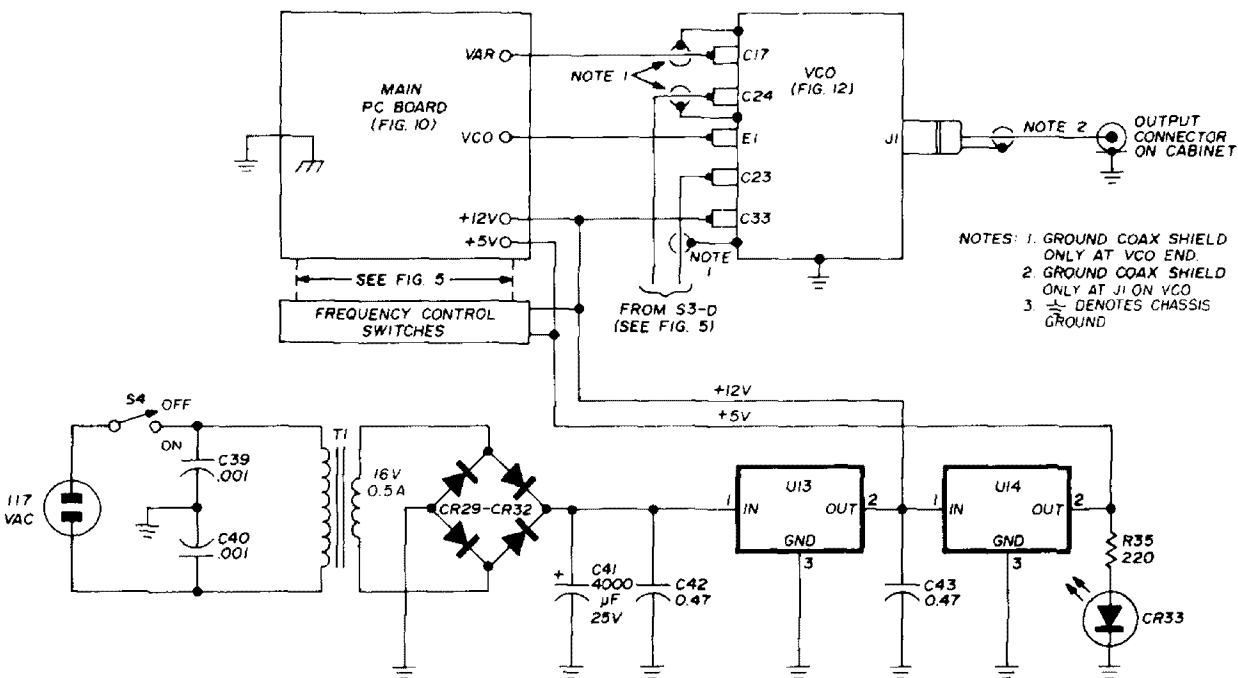 VAR
MAIN
PC BOARD
(FIG. 10)
VCO
+12V
+5V
NOTE 1
C17
C24
E1
C23
C33
NOTE
1
VCO
(FIG. 12)
J1
NOTE 2
OUTPUT
CONNECTOR
ON CABINET
SEE FIG. 5
FREQUENCY CONTROL
SWITCHES
FROM S3-D
(SEE FIG. 5)
NOTES: 1. GROUND COAX SHIELD
ONLY AT VCO END.
2. GROUND COAX SHIELD
ONLY AT J1 ON VCO
3. DENOTES CHASSIS
GROUND
+12V
+5V
S4
OFF
ON
T1
C39
.001
117
VAC
C40
.001
16V
0.5A
CR29-CR32
C41
+
4000
µF
25V
C42
0.47
U13
1
IN
OUT
2
GND
3
C43
0.47
U14
1
IN
OUT
2
GND
3
R35
220
CR33